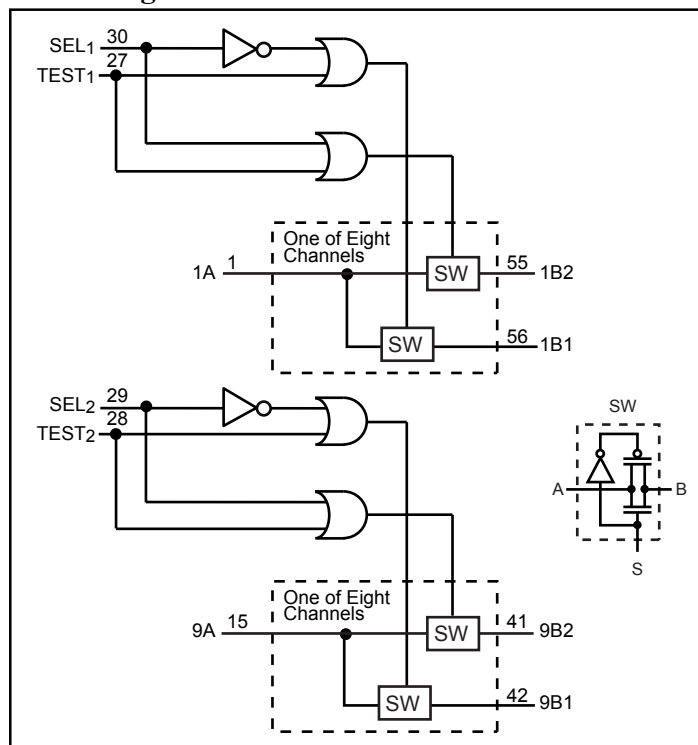 SEL1 30
TEST1 27
One of Eight
Channels
1A 1
SW 55 1B2
SW 56 1B1
SEL2 29
TEST2 28
SW
A B
S
One of Eight
Channels
9A 15
SW 41 9B2
SW 42 9B1